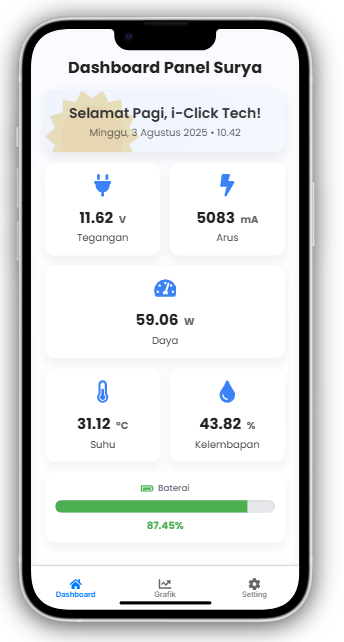 Dashboard Panel Surya
Selamat Pagi, i-Click Tech!
Minggu, 3 Agustus 2025 • 10.42
11.62 V
Tegangan
5083 mA
Arus
59.06 W
Daya
31.12 °C
Suhu
43.82 %
Kelembapan
Baterai
87.45%
Dashboard
Grafik
Setting